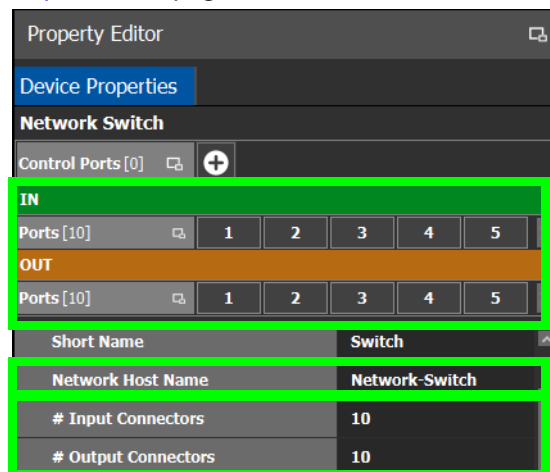 Property Editor
Device Properties
Network Switch
Control Ports [0]
IN
Ports [10] 1 2 3 4 5
OUT
Ports [10] 1 2 3 4 5
Short Name Switch
Network Host Name Network-Switch
# Input Connectors 10
# Output Connectors 10